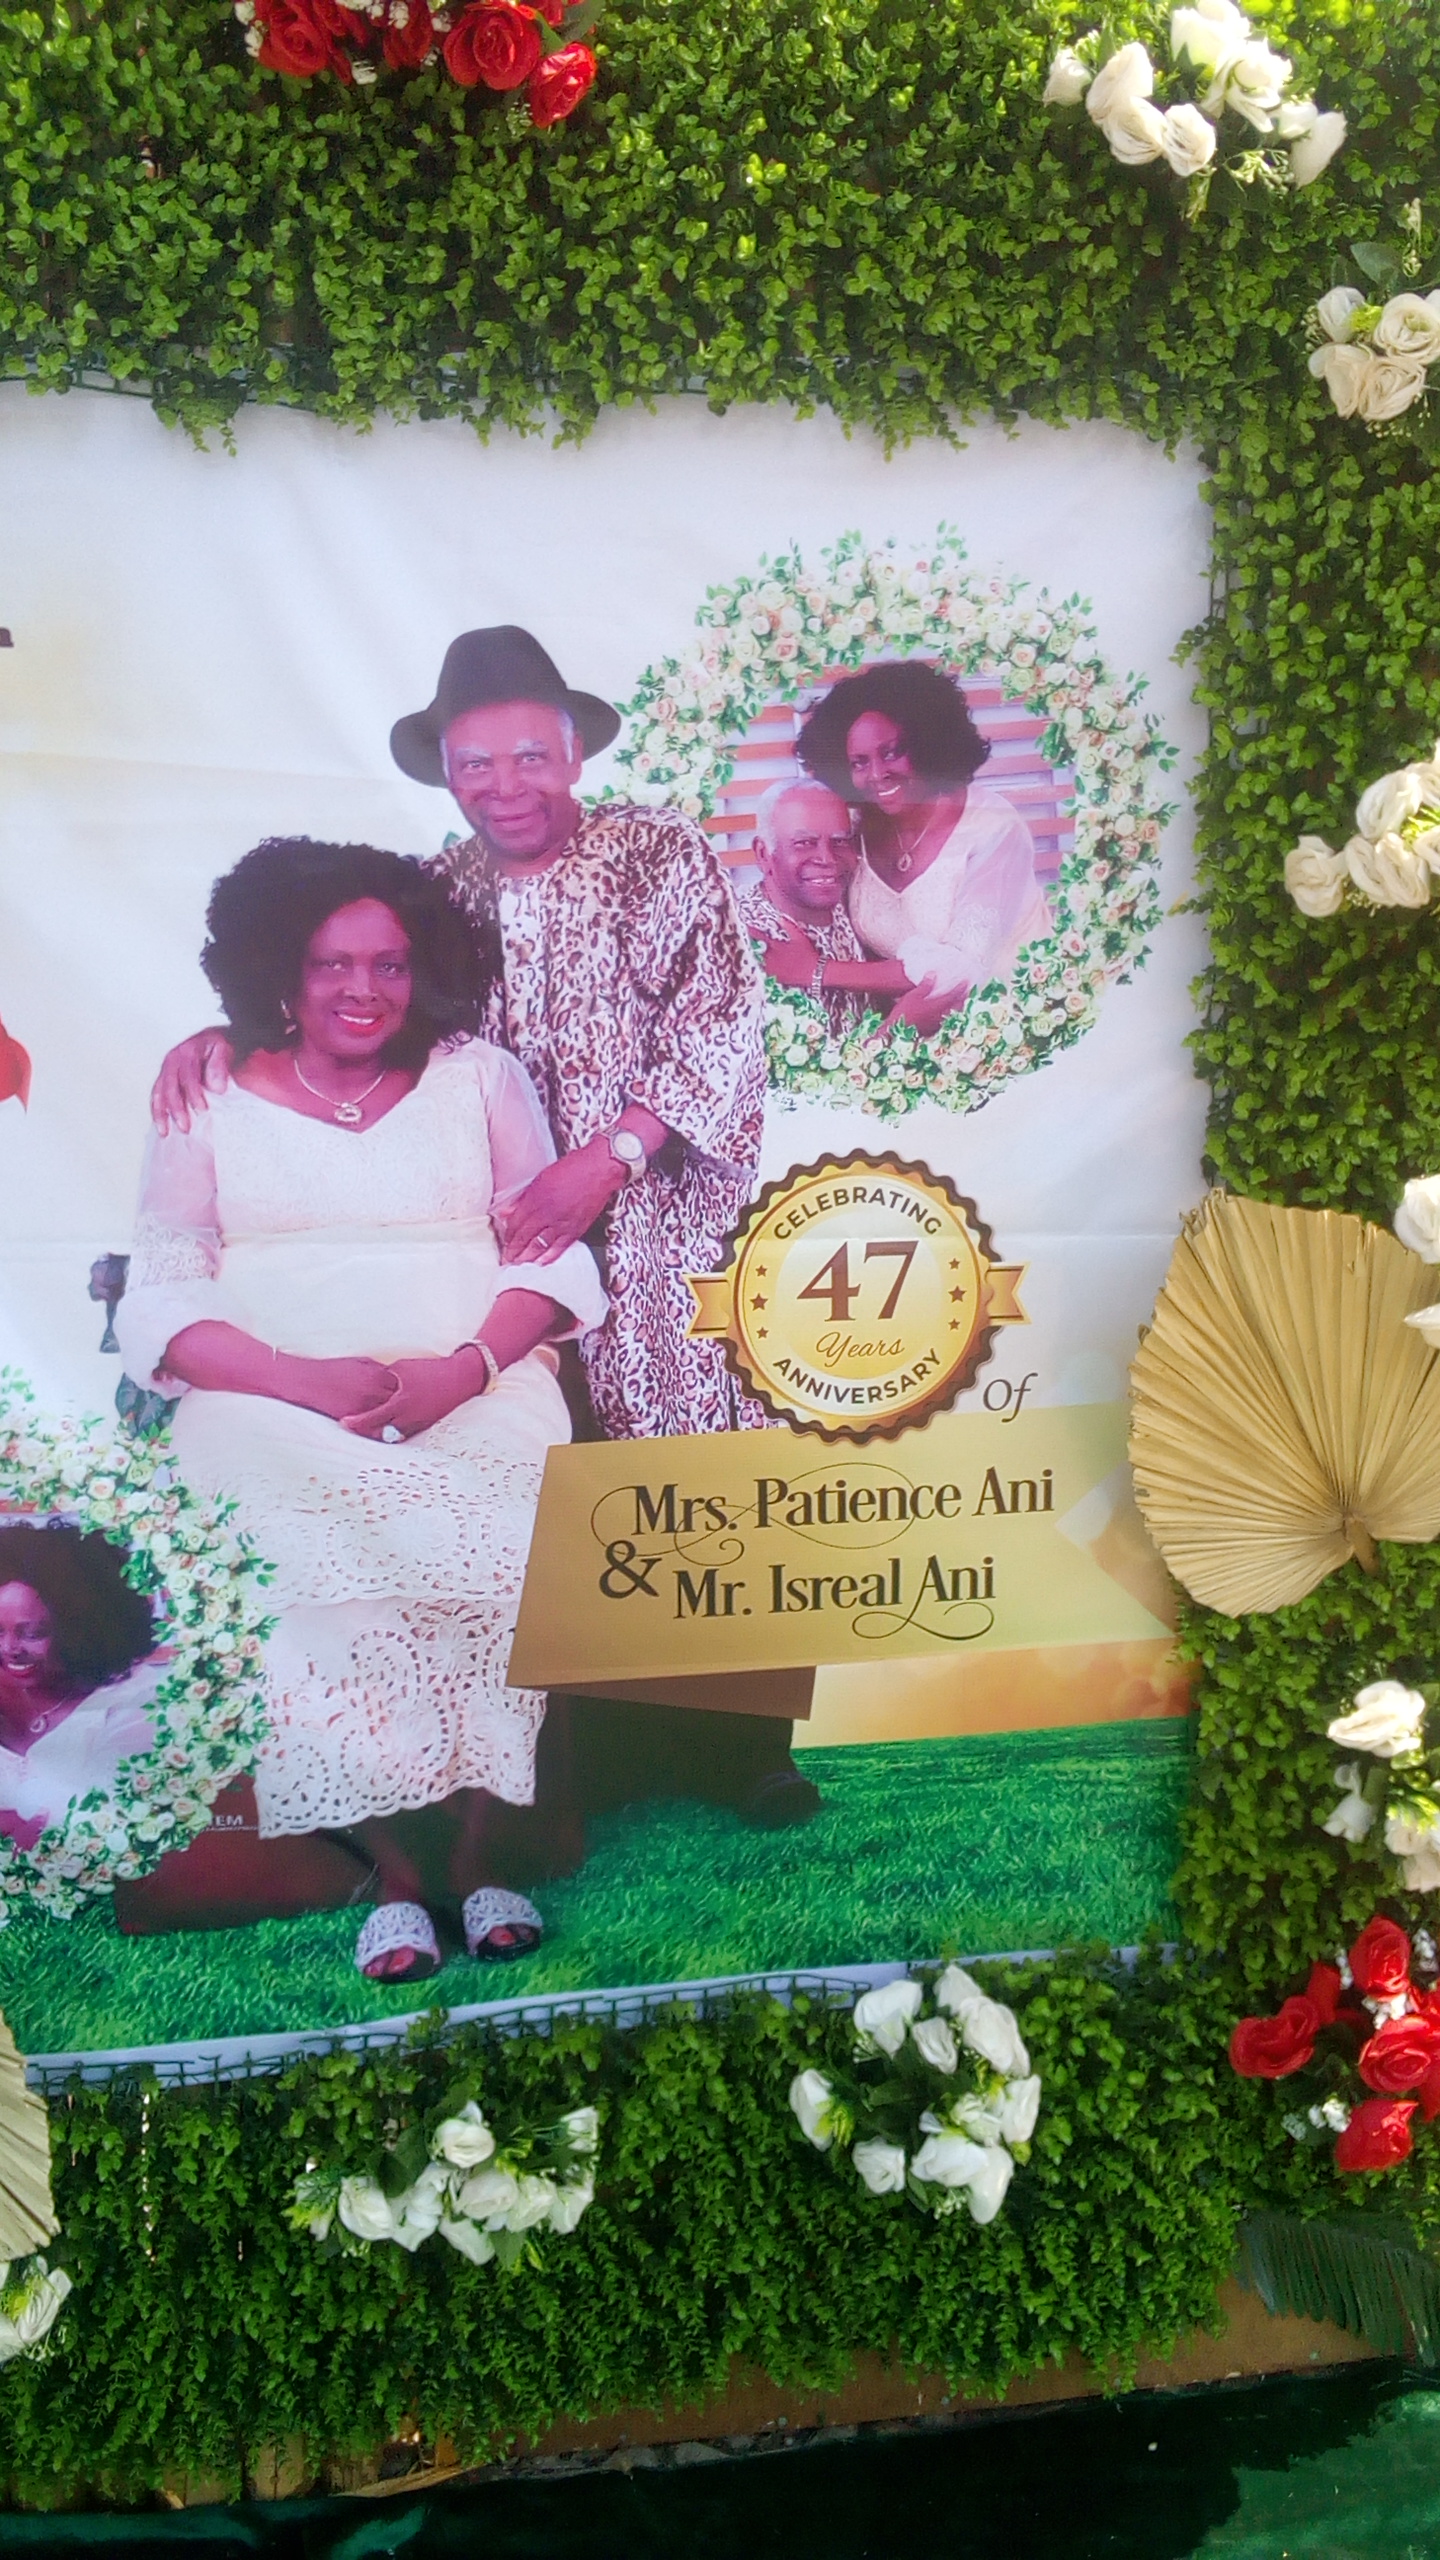 CELEBRATING
47
Years
ANNIVERSARY
Of
Mrs. Patience Ani
& Mr. Isreal Ani